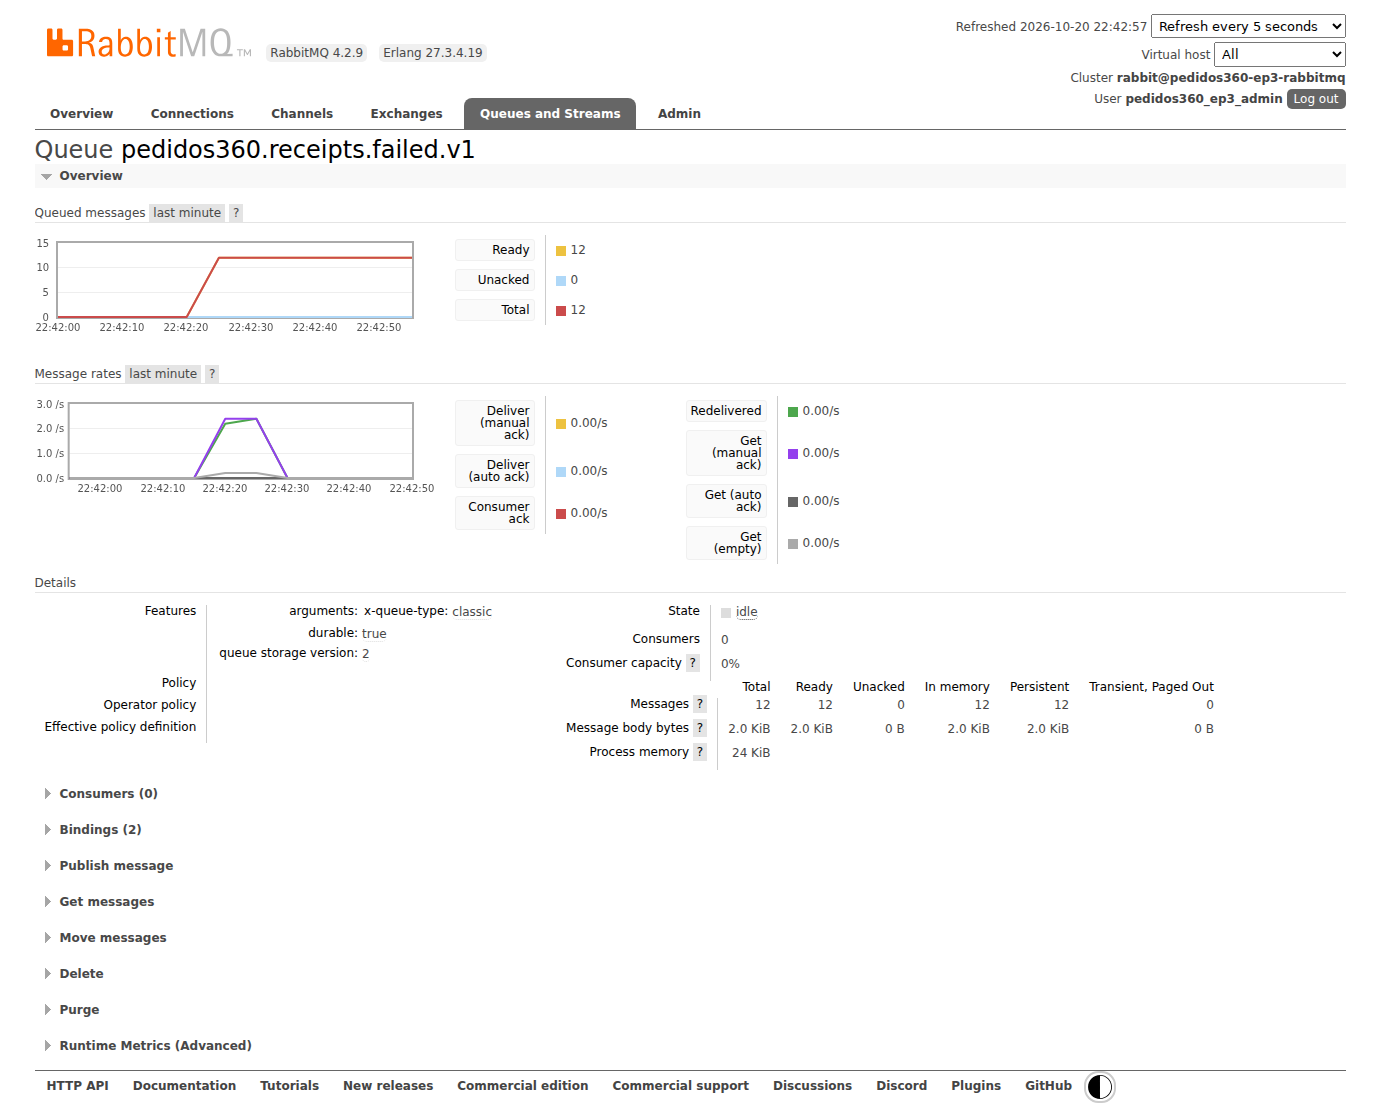 Refreshed 2026-10-20 22:42:57 Refresh every 5 seconds
RabbitMQ TM RabbitMQ 4.2.9 Erlang 27.3.4.19
Virtual host All
Cluster rabbit@pedidos360-ep3-rabbitmq
User pedidos360_ep3_admin Log out
Overview Connections Channels Exchanges Queues and Streams Admin
Queue pedidos360.receipts.failed.v1
Overview
Queued messages last minute ?
15
10
5
0
22:42:00 22:42:10 22:42:20 22:42:30 22:42:40 22:42:50
Ready 12
Unacked 0
Total 12
Message rates last minute ?
3.0 /s
2.0 /s
1.0 /s
0.0 /s
22:42:00 22:42:10 22:42:20 22:42:30 22:42:40 22:42:50
Deliver
(manual
ack)
0.00/s
Deliver
(auto ack)
0.00/s
Consumer
ack
0.00/s
Redelivered 0.00/s
Get
(manual
ack)
0.00/s
Get (auto
ack)
0.00/s
Get
(empty)
0.00/s
Details
Features
arguments: x-queue-type: classic
durable: true
queue storage version: 2
Policy
Operator policy
Effective policy definition
State idle
Consumers 0
Consumer capacity ? 0%
Total Ready Unacked In memory Persistent Transient, Paged Out
Messages ? 12 12 0 12 12 0
Message body bytes ? 2.0 KiB 2.0 KiB 0 B 2.0 KiB 2.0 KiB 0 B
Process memory ? 24 KiB
Consumers (0)
Bindings (2)
Publish message
Get messages
Move messages
Delete
Purge
Runtime Metrics (Advanced)
HTTP API Documentation Tutorials New releases Commercial edition Commercial support Discussions Discord Plugins GitHub